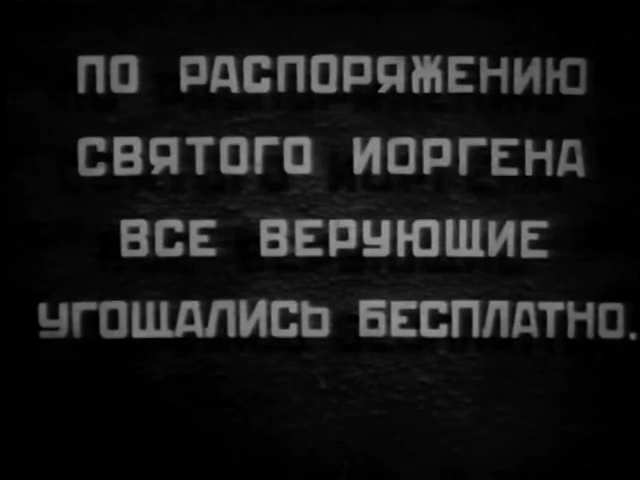 ПО РАСПОРЯЖЕНИЮ
СВЯТОГО ИОРГЕНА
ВСЕ ВЕРУЮЩИЕ
УГОЩАЛИСЬ БЕСПЛАТНО.